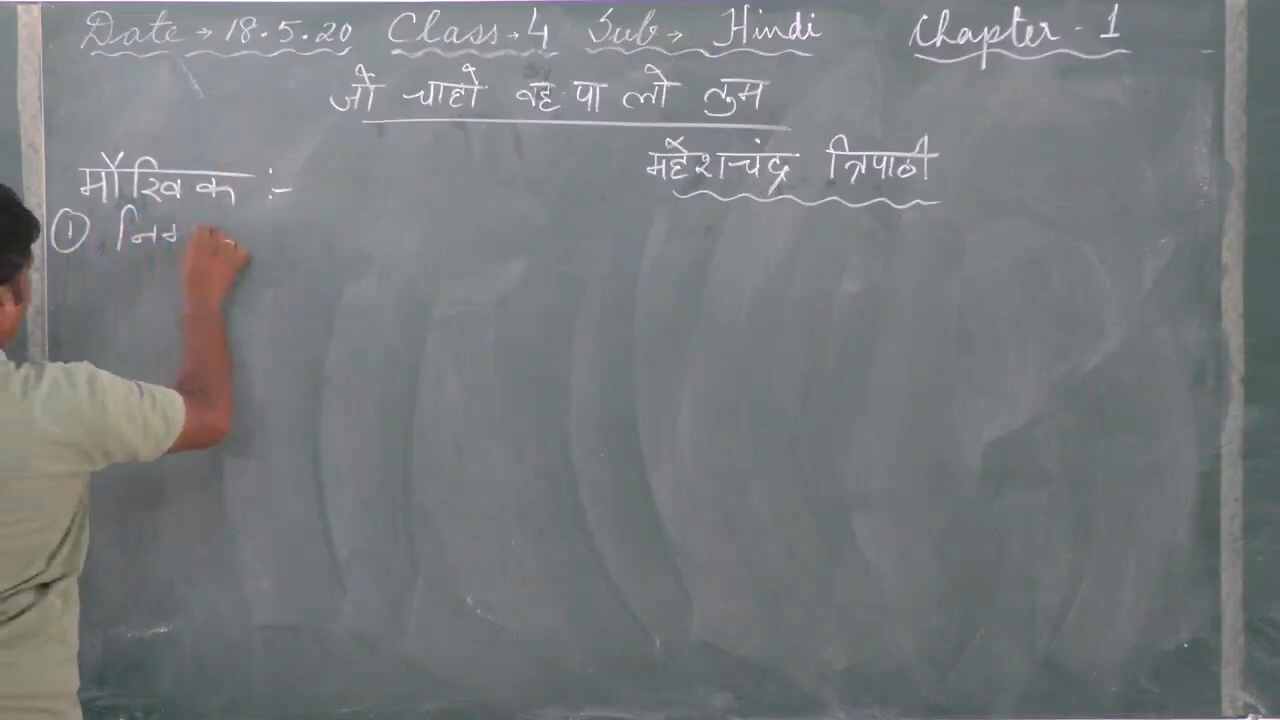 Date → 18.5.20 Class → 4 Sub → Hindi Chapter - 1
जो चाहो वह पा लो तुम
महेशचंद्र त्रिपाठी
मौखिक :-
① निन